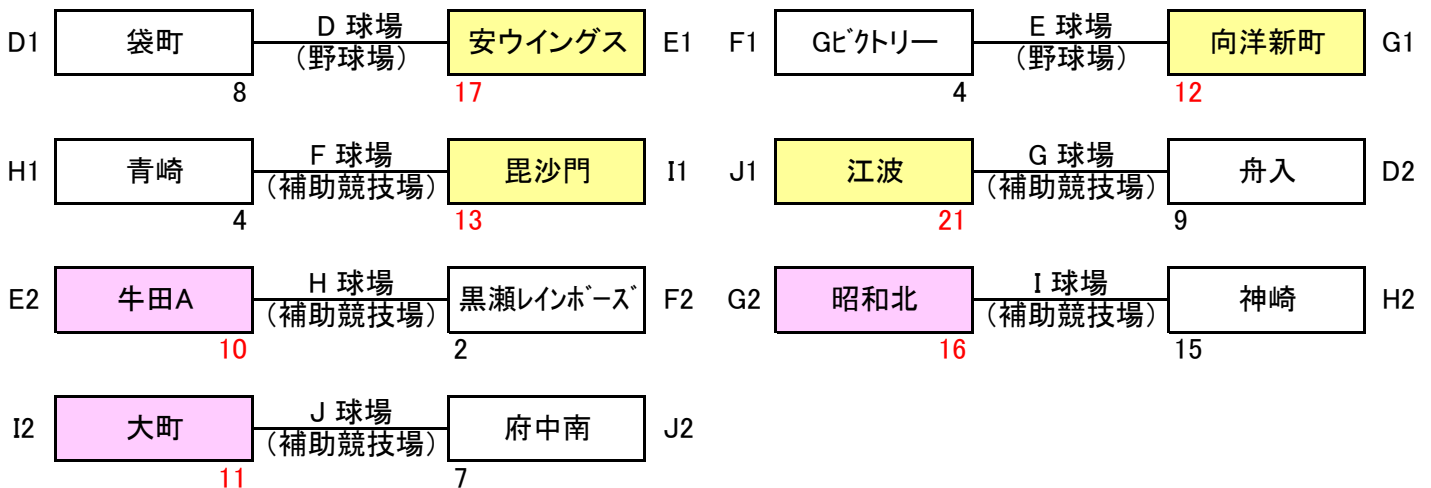 D1 袋町 D 球場 安ウイングス E1 F1 Gビクトリー E 球場 向洋新町 G1
(野球場) (野球場)
8 17 4 12
H1 青崎 F 球場 毘沙門 I1 J1 江波 G 球場 舟入 D2
(補助競技場) (補助競技場)
4 13 21 9
E2 牛田A H 球場 黒瀬レインボーズ F2 G2 昭和北 I 球場 神崎 H2
(補助競技場) (補助競技場)
10 2 16 15
I2 大町 J 球場 府中南 J2
(補助競技場)
11 7